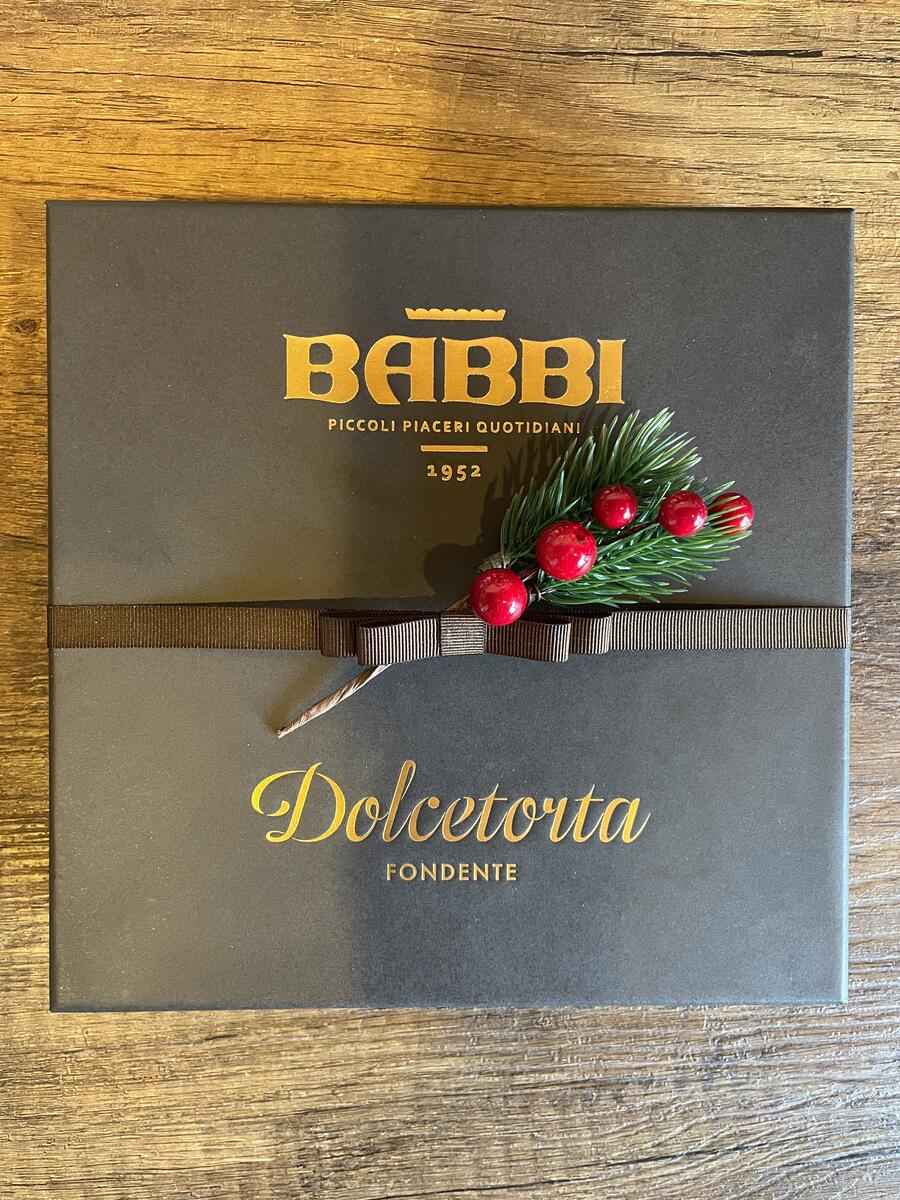 BABBI
PICCOLI PIACERI QUOTIDIANI
1952
Dolcetorta
FONDENTE